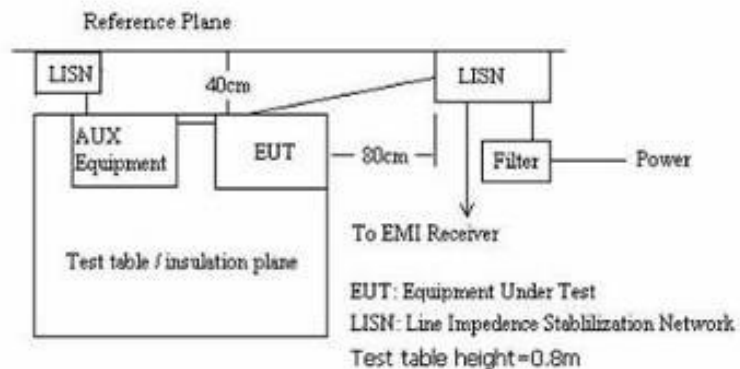 Reference Plane
LISN
40cm
LISN
AUX
Equipment
EUT
80cm
Filter
Power
To EMI Receiver
Test table / insulation plane
EUT: Equipment Under Test
LISN: Line Impedence Stablilization Network
Test table height=0.8m